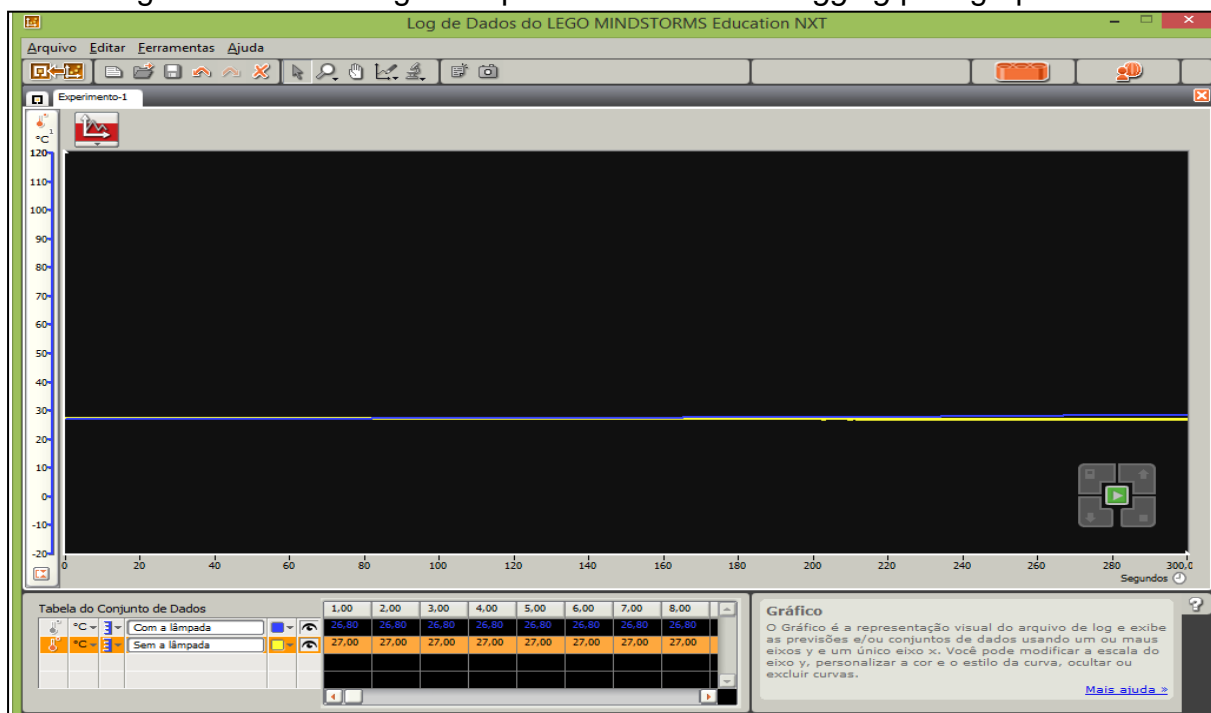 Log de Dados do LEGO MINDSTORMS Education NXT
Arquivo Editar Ferramentas Ajuda
Experimento-1
°C 1
120
110
100
90
80
70
60
50
40
30
20
10
0
-10
-20
0 20 40 60 80 100 120 140 160 180 200 220 240 260 280 300,0
Segundos
Tabela do Conjunto de Dados
1,00 2,00 3,00 4,00 5,00 6,00 7,00 8,00
°C Com a lâmpada 26,80 26,80 26,80 26,80 26,80 26,80 26,80 26,80
°C Sem a lâmpada 27,00 27,00 27,00 27,00 27,00 27,00 27,00 27,00
Gráfico
O Gráfico é a representação visual do arquivo de log e exibe
as previsões e/ou conjuntos de dados usando um ou maus
eixos y e um único eixo x. Você pode modificar a escala do
eixo y, personalizar a cor e o estilo da curva, ocultar ou
excluir curvas.
Mais ajuda »